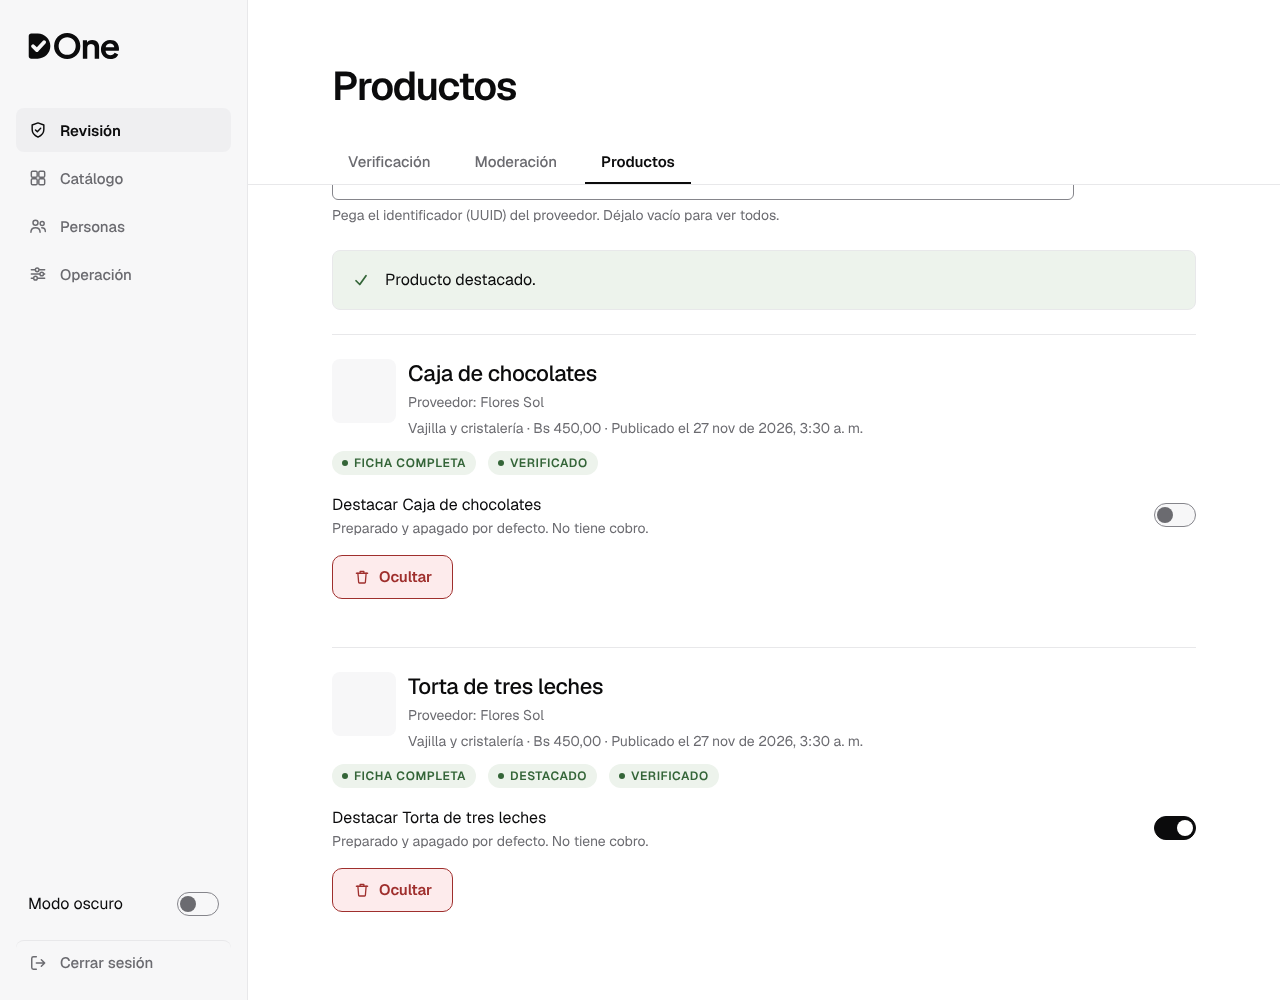 One
Revisión
Catálogo
Personas
Operación
Modo oscuro
Cerrar sesión
Productos
Verificación
Moderación
Productos
Pega el identificador (UUID) del proveedor. Déjalo vacío para ver todos.
Producto destacado.
Caja de chocolates
Proveedor: Flores Sol
Vajilla y cristalería · Bs 450,00 · Publicado el 27 nov de 2026, 3:30 a. m.
FICHA COMPLETA
VERIFICADO
Destacar Caja de chocolates
Preparado y apagado por defecto. No tiene cobro.
Ocultar
Torta de tres leches
Proveedor: Flores Sol
Vajilla y cristalería · Bs 450,00 · Publicado el 27 nov de 2026, 3:30 a. m.
FICHA COMPLETA
DESTACADO
VERIFICADO
Destacar Torta de tres leches
Preparado y apagado por defecto. No tiene cobro.
Ocultar